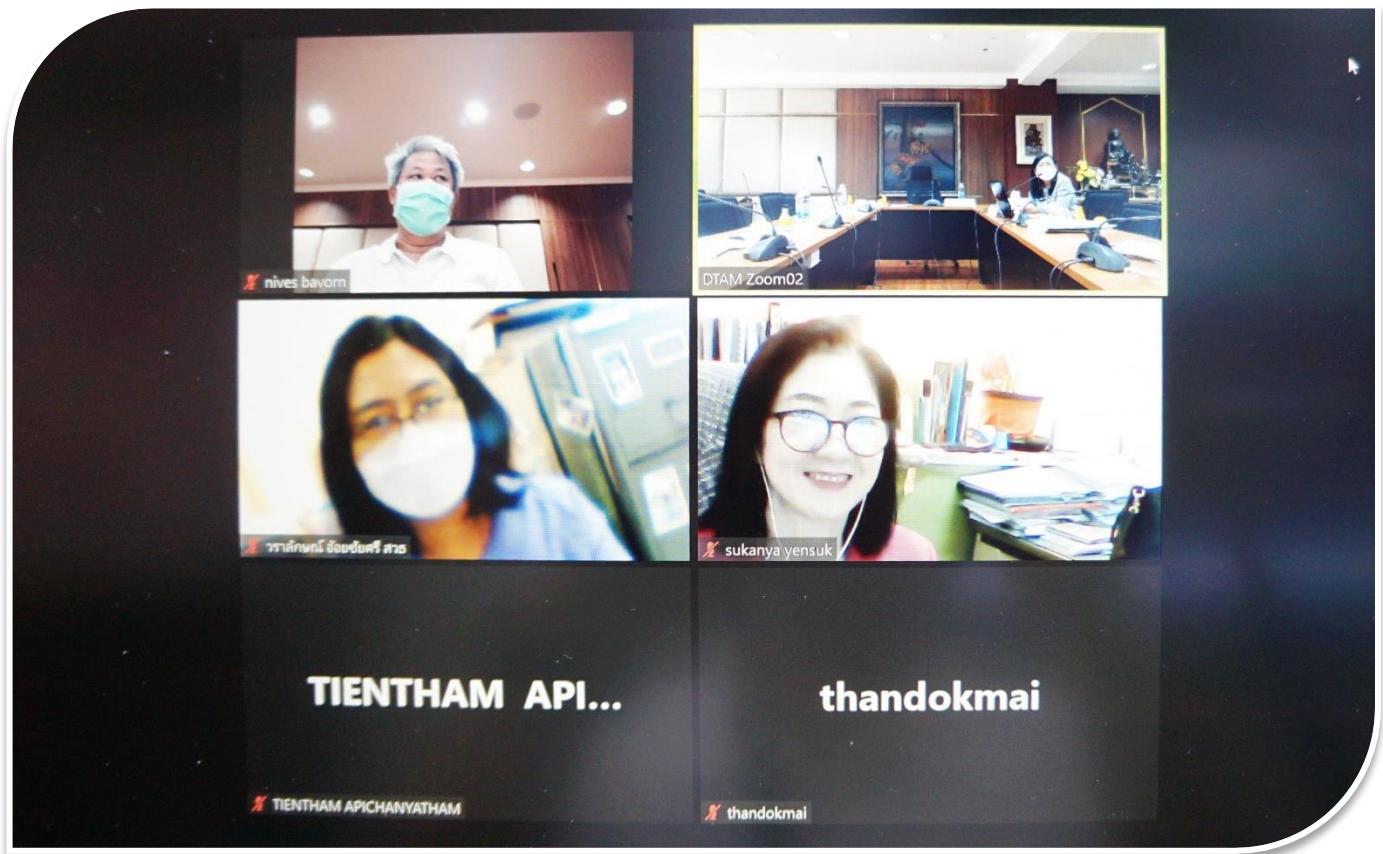 nives bavorn
DTAM Zoom02
วราลักษณ์ อ้อยชัยศรี สวธ
sukanya yensuk
TIENTHAM API...
thandokmai
TIENTHAM APICHANYATHAM
thandokmai